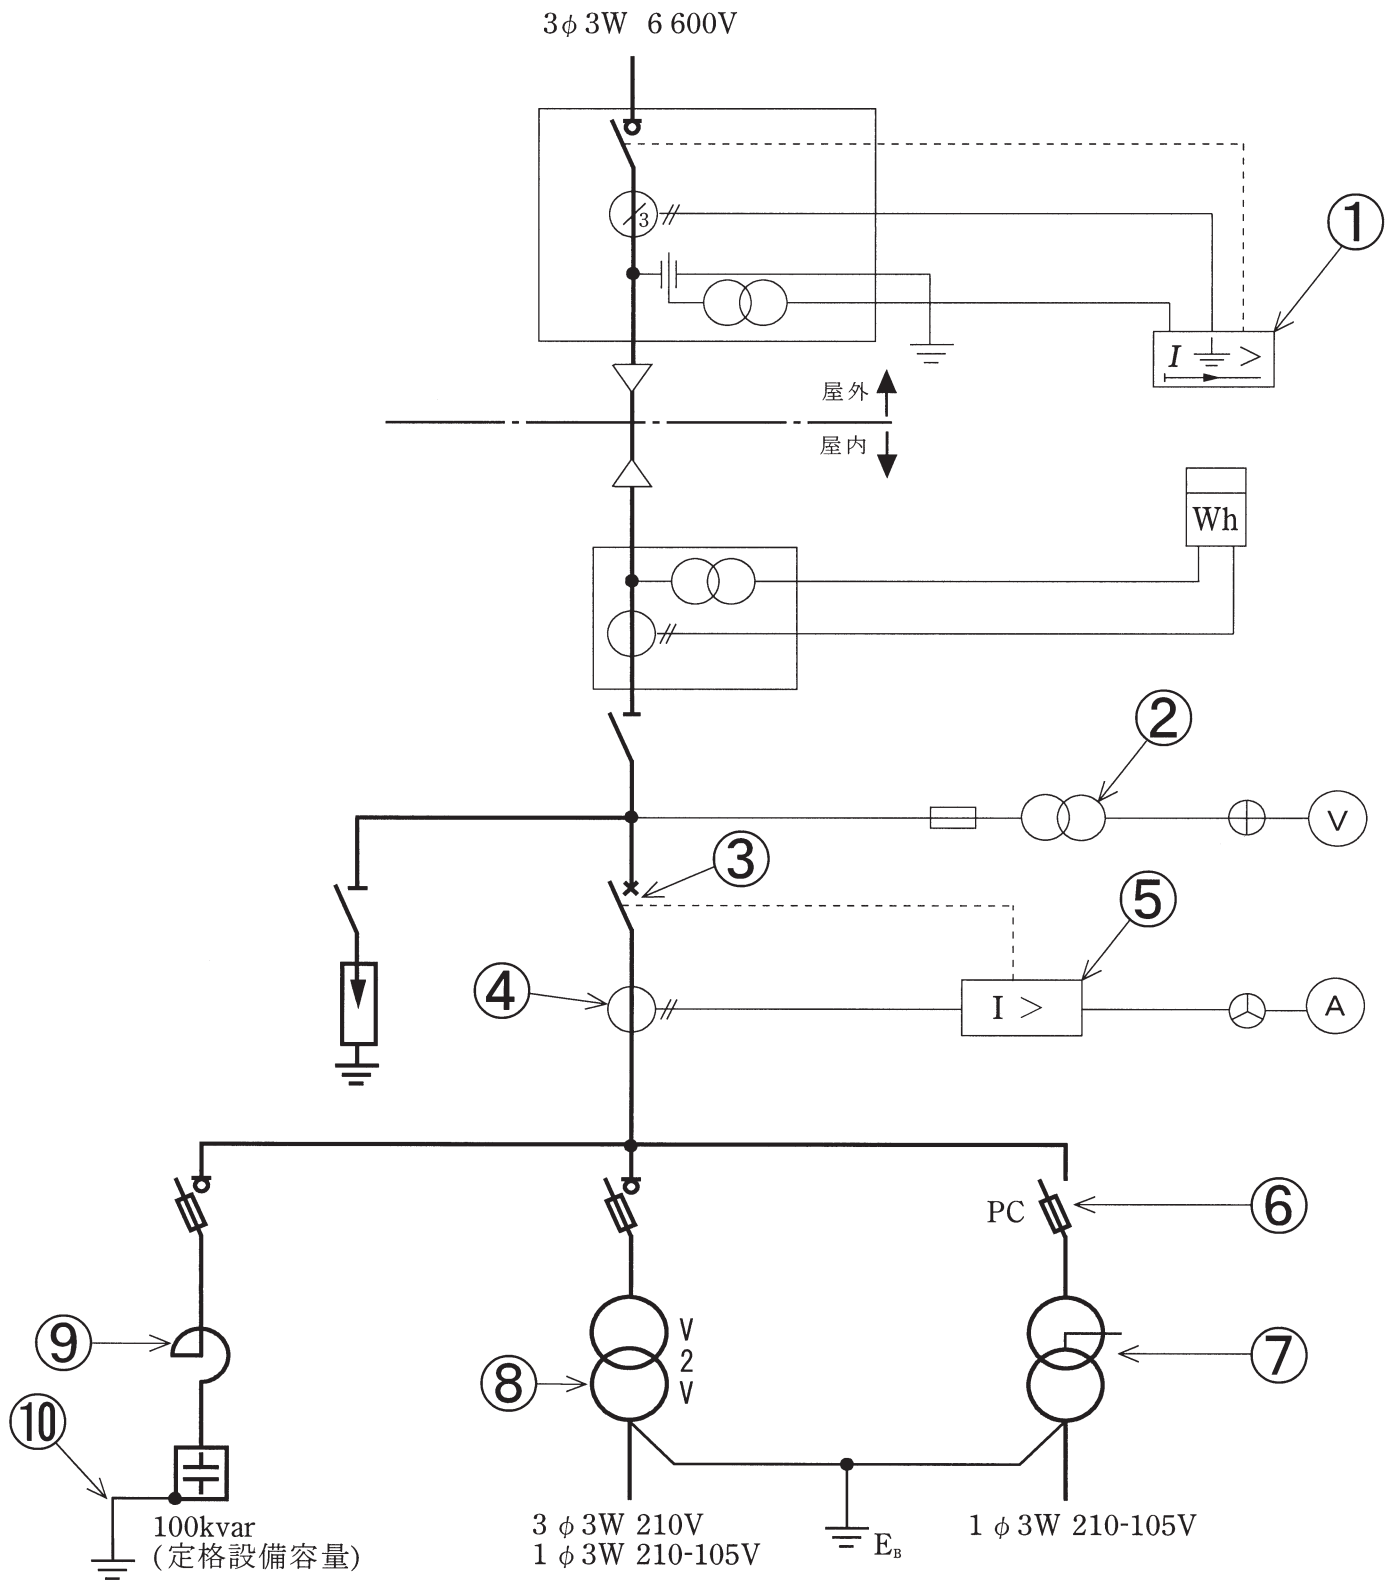 3φ3W 6 600V
3
①
I >
屋外
屋内
Wh
②
V
③
⑤
④
I >
A
PC
⑥
⑨
V
2
V
⑦
⑧
⑩
100kvar
(定格設備容量)
3φ3W 210V
1φ3W 210-105V
E_B
1φ3W 210-105V